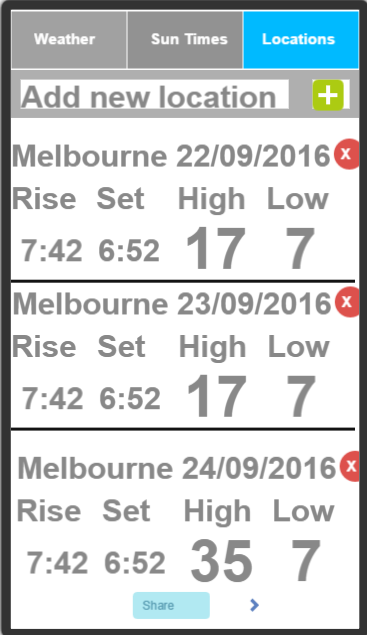 Weather Sun Times Locations
Add new location +
Melbourne 22/09/2016 x
Rise Set High Low
7:42 6:52 17 7
Melbourne 23/09/2016 x
Rise Set High Low
7:42 6:52 17 7
Melbourne 24/09/2016 x
Rise Set High Low
7:42 6:52 35 7
Share